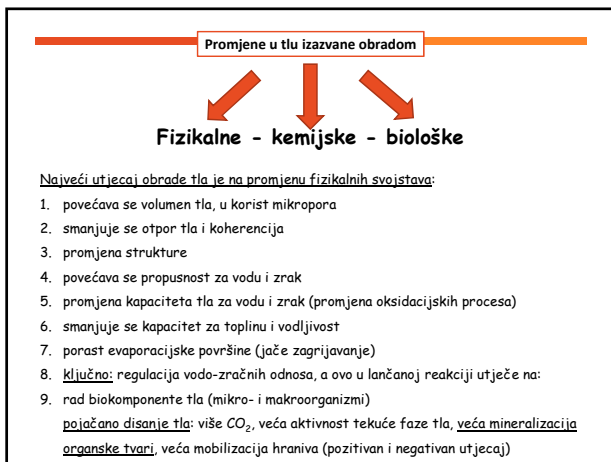 Promjene u tlu izazvane obradom
Fizikalne - kemijske - biološke
Najveći utjecaj obrade tla je na promjenu fizikalnih svojstava:
1. povećava se volumen tla, u korist mikropora
2. smanjuje se otpor tla i koherencija
3. promjena strukture
4. povećava se propusnost za vodu i zrak
5. promjena kapaciteta tla za vodu i zrak (promjena oksidacijskih procesa)
6. smanjuje se kapacitet za toplinu i vodljivost
7. porast evaporacijske površine (jače zagrijavanje)
8. ključno: regulacija vodo-zračnih odnosa, a ovo u lančanoj reakciji utječe na:
9. rad biokomponente tla (mikro- i makroorganizmi)
pojačano disanje tla: više CO₂, veća aktivnost tekuće faze tla, veća mineralizacija
organske tvari, veća mobilizacija hraniva (pozitivan i negativan utjecaj)